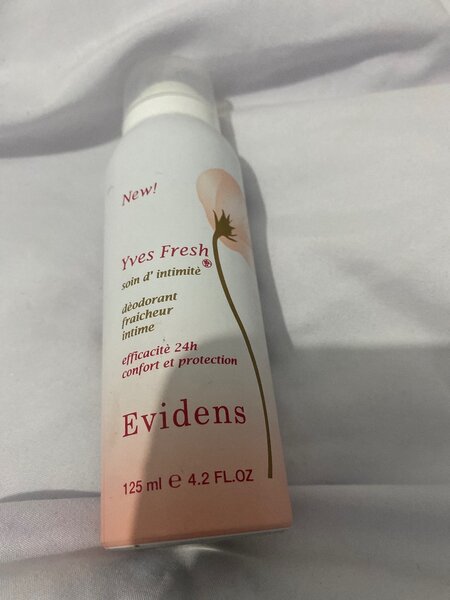 New!
Yves Fresh®
soin d' intimitè
dèodorant
fraicheur
intime
efficacitè 24h
confort et protection
Evidens
125 ml e 4.2 FL.OZ